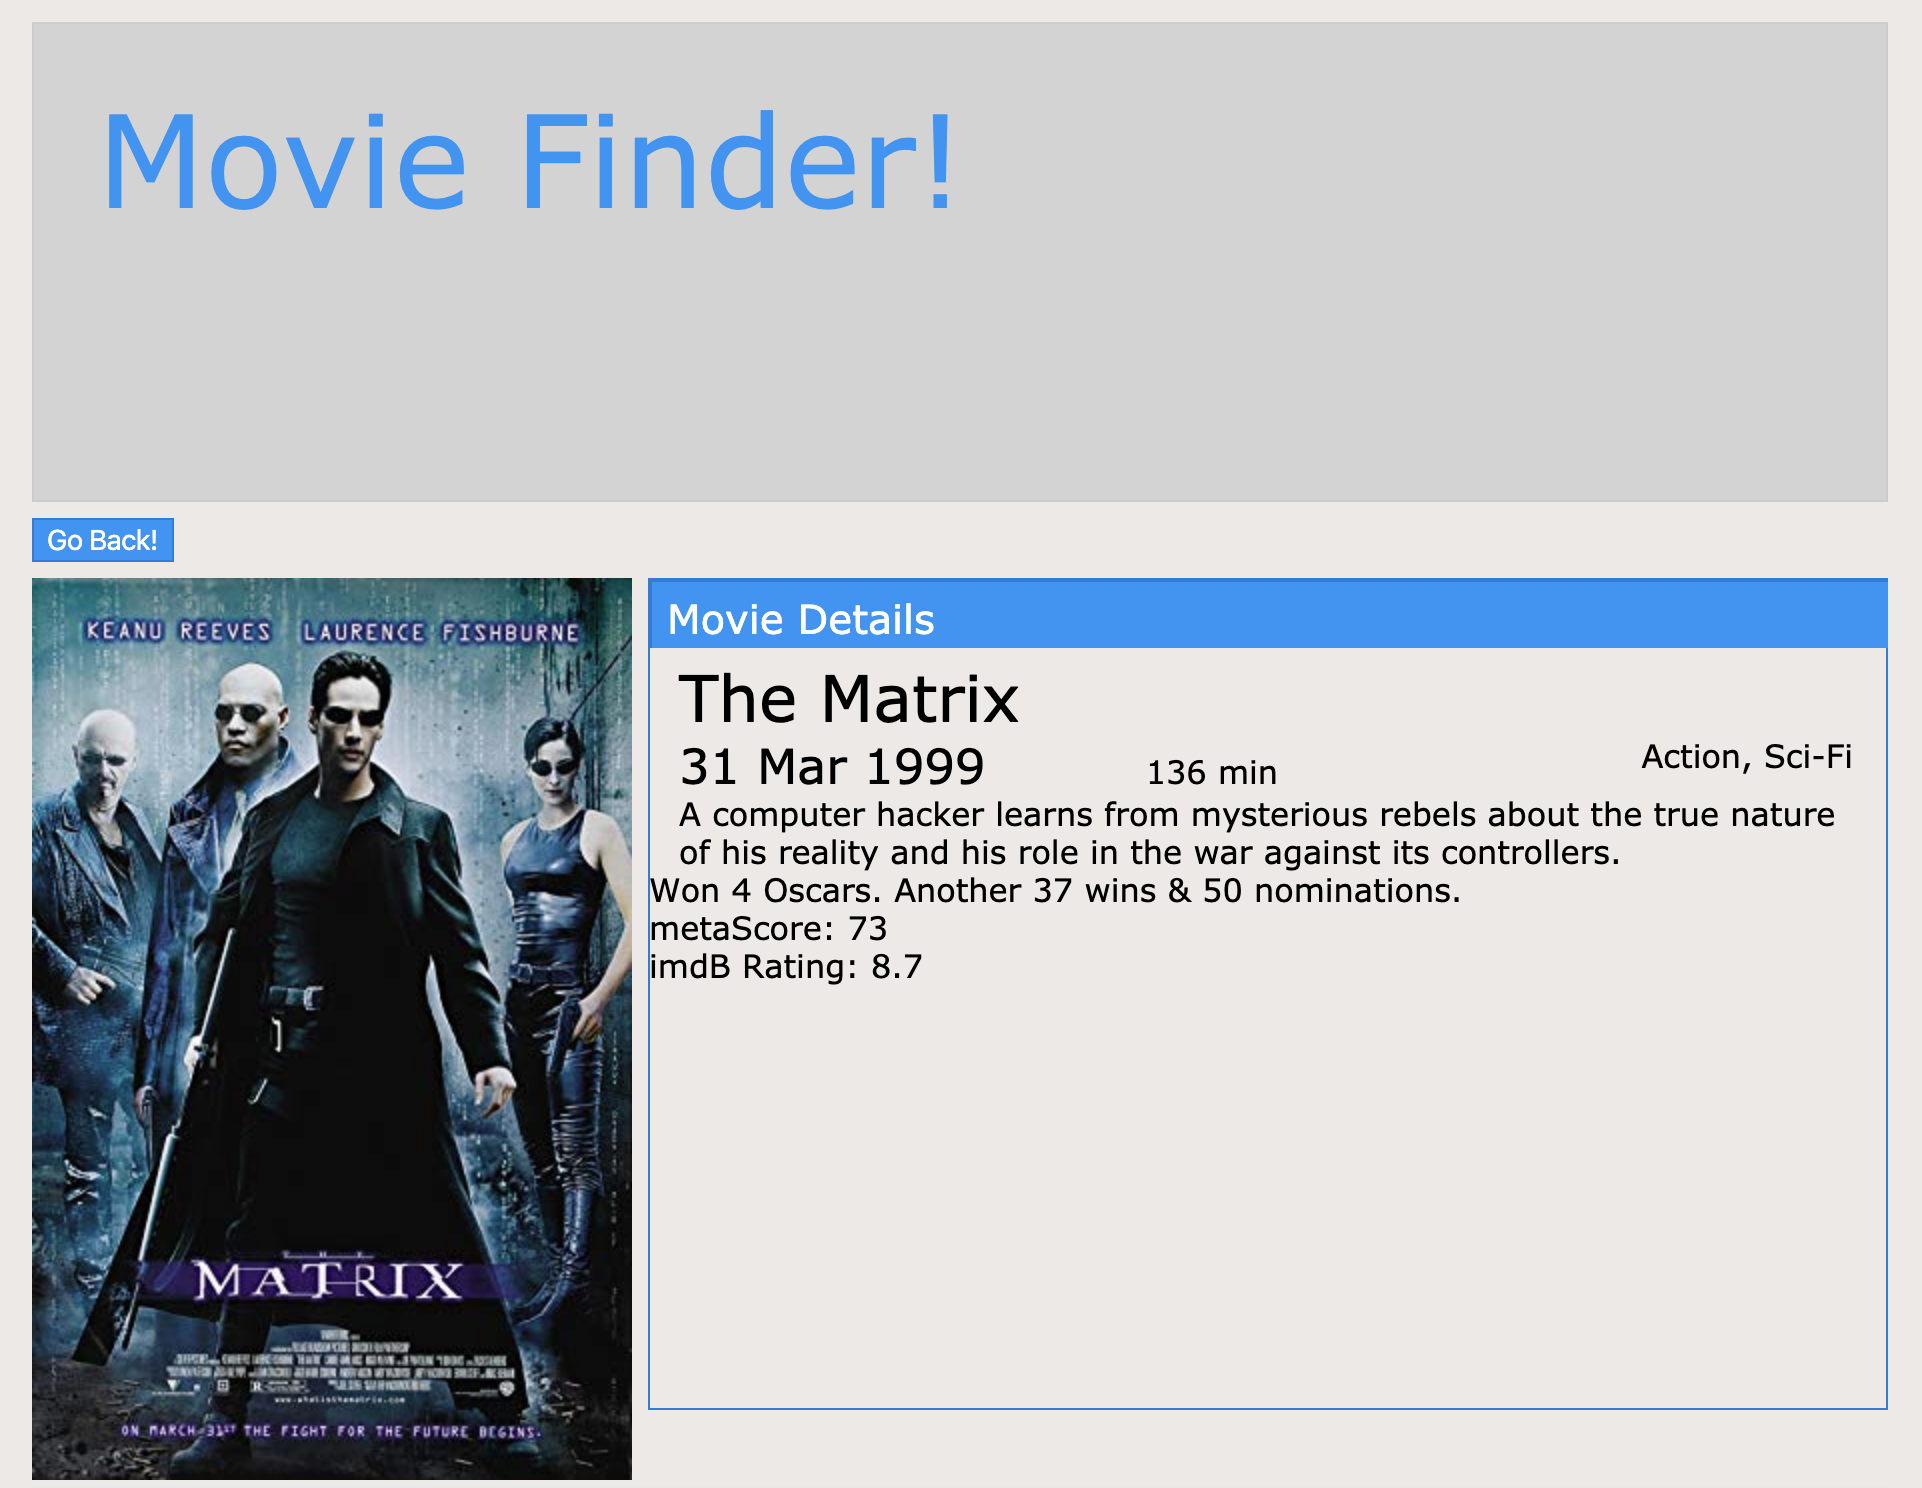 Movie Finder!
Go Back!
KEANU REEVES LAURENCE FISHBURNE
Movie Details
The Matrix
31 Mar 1999 136 min Action, Sci-Fi
A computer hacker learns from mysterious rebels about the true nature
of his reality and his role in the war against its controllers.
Won 4 Oscars. Another 37 wins & 50 nominations.
metaScore: 73
imdB Rating: 8.7
THE
MATRIX
R
www.whatisthematrix.com
ON MARCH 31ST THE FIGHT FOR THE FUTURE BEGINS.